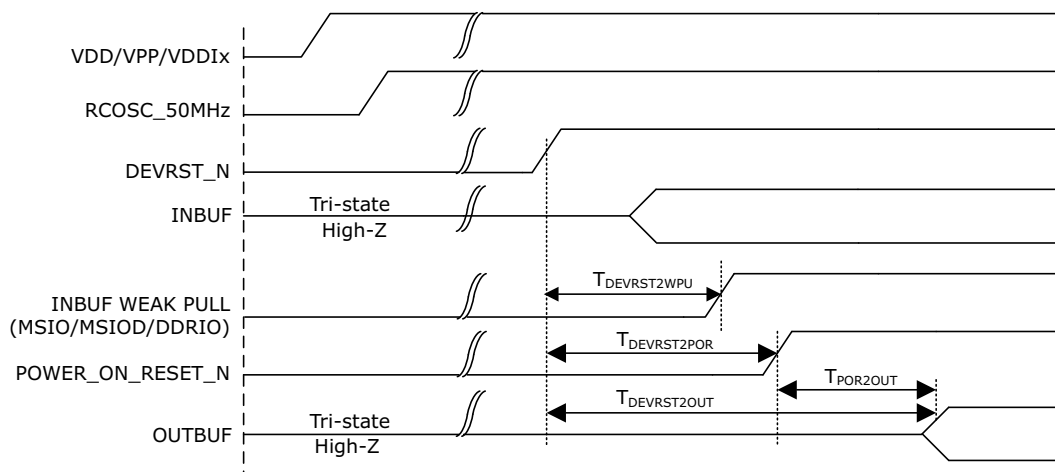 VDD/VPP/VDDIx
RCOSC_50MHz
DEVRST_N
INBUF
Tri-state
High-Z
INBUF WEAK PULL
(MSIO/MSIOD/DDRIO)
TDEVRST2WPU
POWER_ON_RESET_N
TDEVRST2POR
TPOR2OUT
OUTBUF
Tri-state
High-Z
TDEVRST2OUT